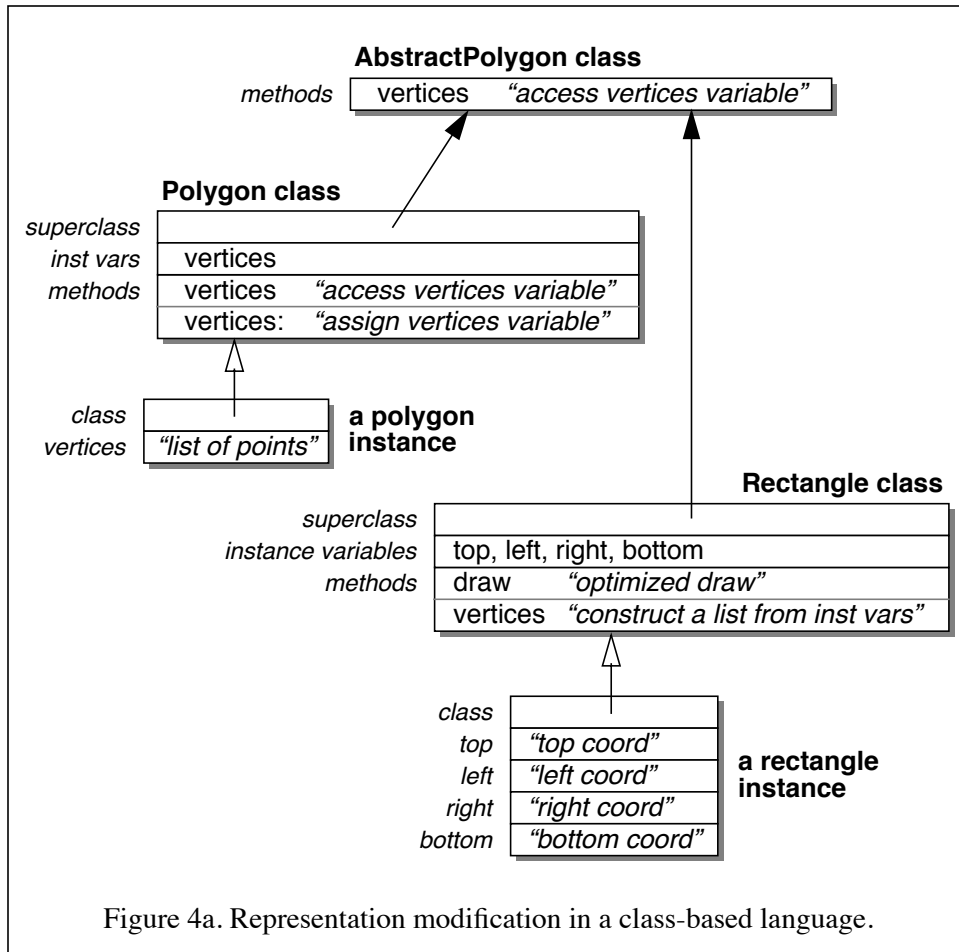 AbstractPolygon class
methods vertices “access vertices variable”
Polygon class
superclass
inst vars vertices
methods vertices “access vertices variable”
vertices: “assign vertices variable”
class
vertices “list of points”
a polygon
instance
Rectangle class
superclass
instance variables top, left, right, bottom
methods draw “optimized draw”
vertices “construct a list from inst vars”
class
top “top coord”
left “left coord”
right “right coord”
bottom “bottom coord”
a rectangle
instance
Figure 4a. Representation modification in a class-based language.